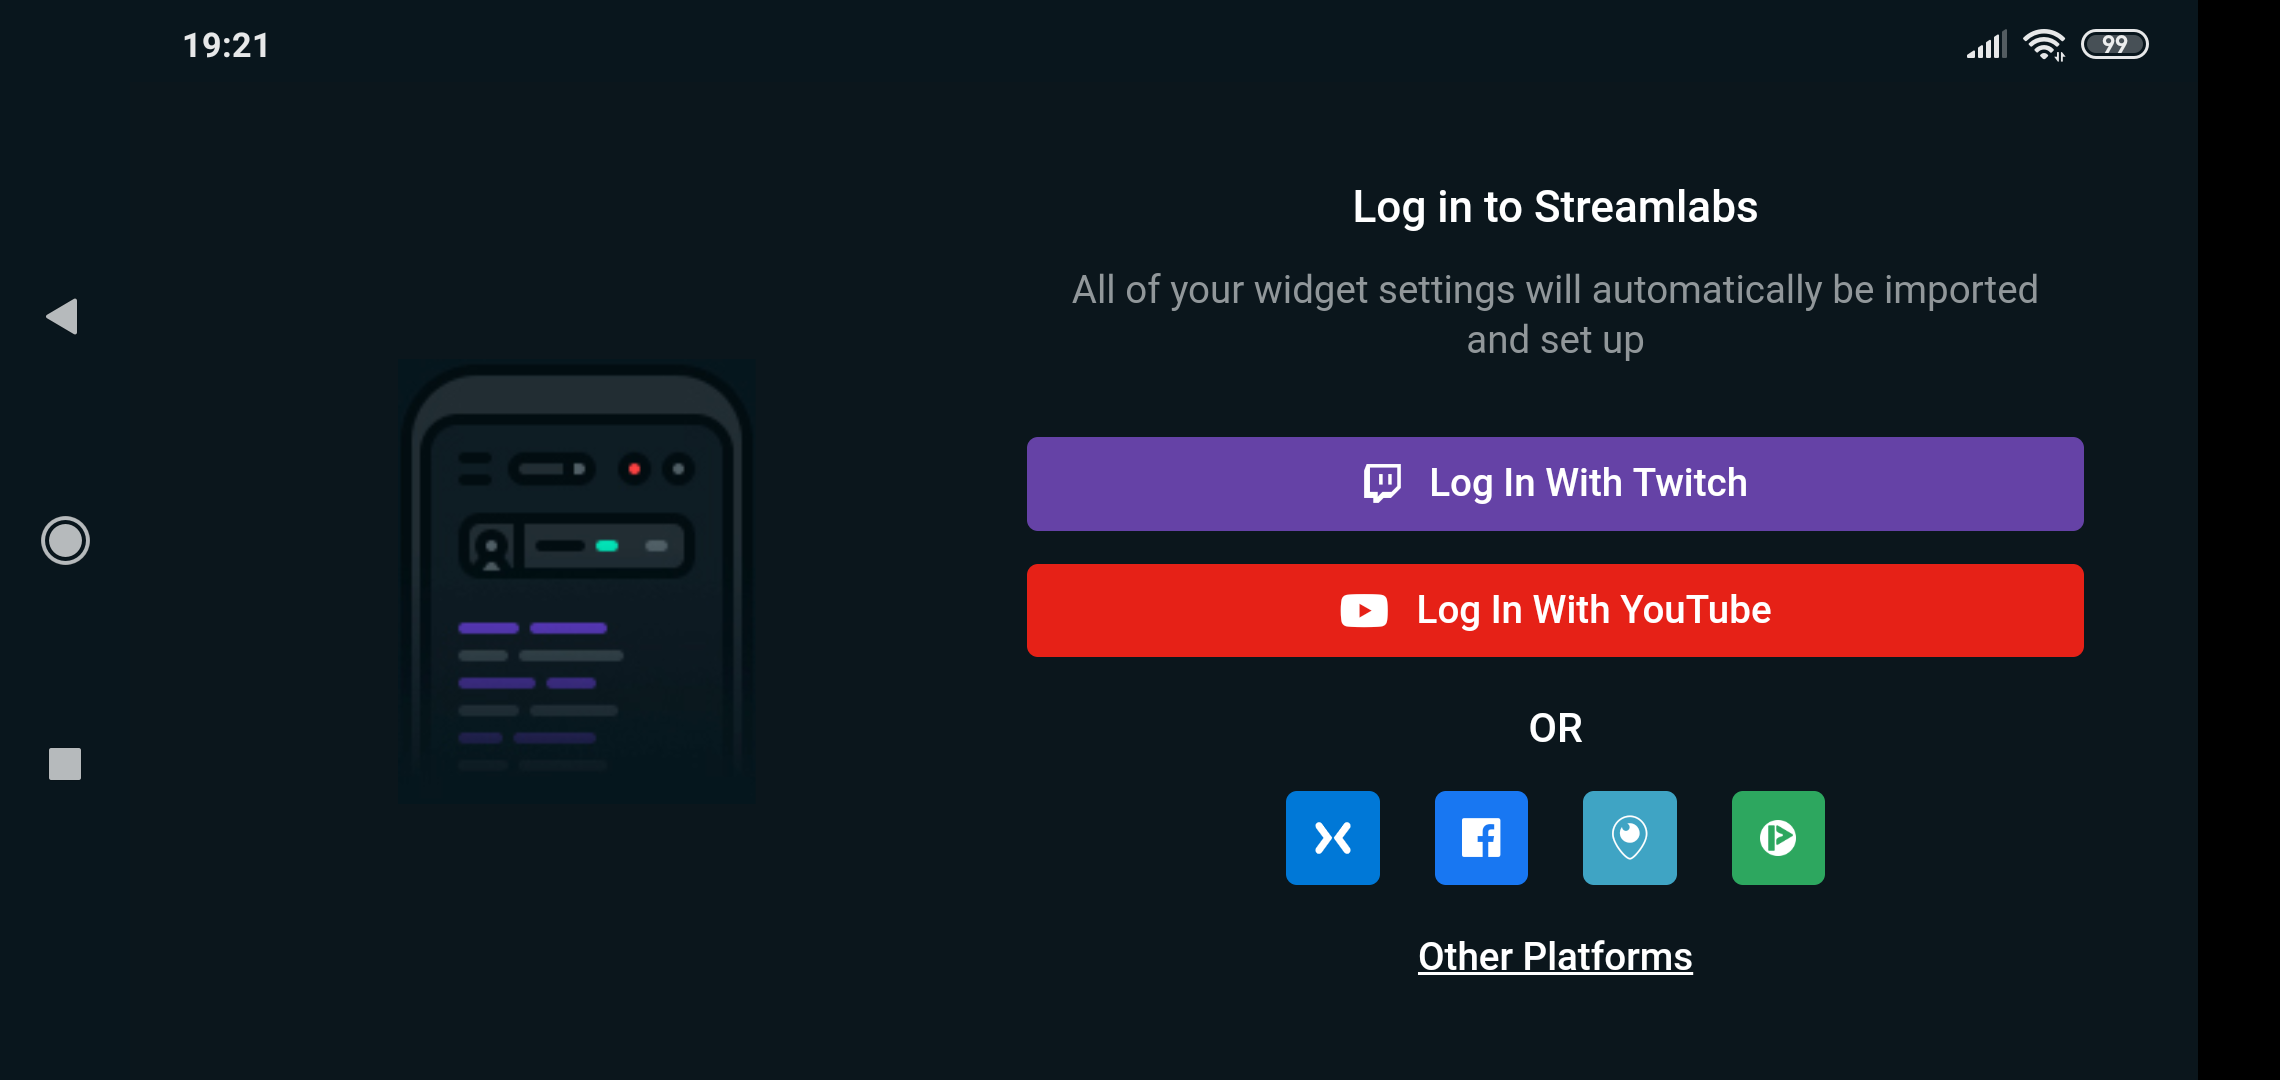 19:21
99
Log in to Streamlabs
All of your widget settings will automatically be imported
and set up
Log In With Twitch
Log In With YouTube
OR
Other Platforms